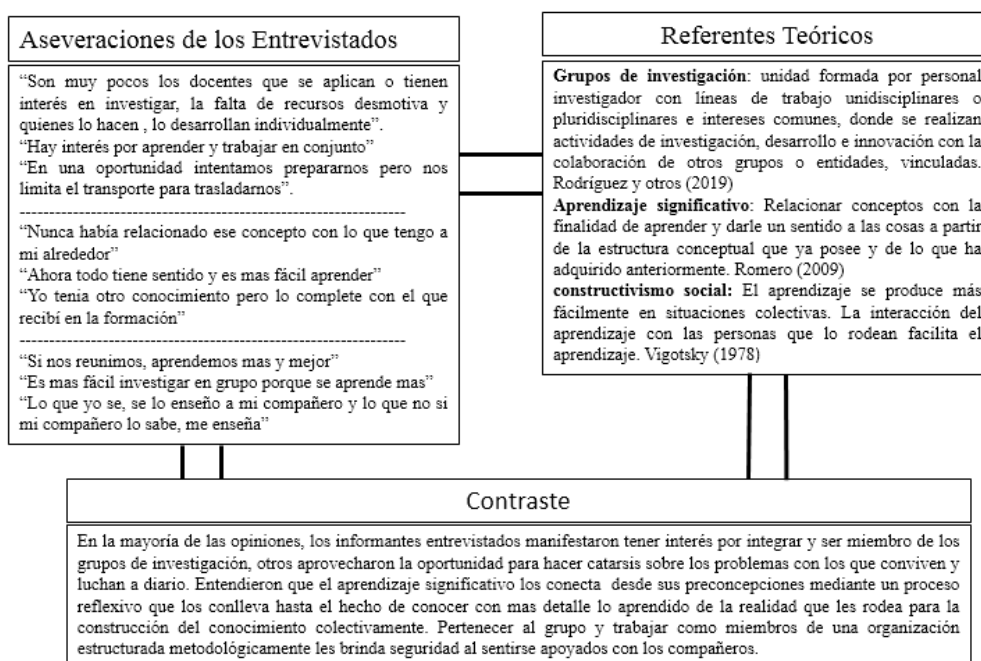 Aseveraciones de los Entrevistados
“Son muy pocos los docentes que se aplican o tienen
interés en investigar, la falta de recursos desmotiva y
quienes lo hacen , lo desarrollan individualmente”.
“Hay interés por aprender y trabajar en conjunto”
“En una oportunidad intentamos prepararnos pero nos
limita el transporte para trasladarnos”.
----------------------------------------------------------------
“Nunca había relacionado ese concepto con lo que tengo a
mi alrededor”
“Ahora todo tiene sentido y es mas fácil aprender”
“Yo tenia otro conocimiento pero lo complete con el que
recibí en la formación”
----------------------------------------------------------------
“Si nos reunimos, aprendemos mas y mejor”
“Es mas fácil investigar en grupo porque se aprende mas”
“Lo que yo se, se lo enseño a mi compañero y lo que no si
mi compañero lo sabe, me enseña”
Referentes Teóricos
Grupos de investigación: unidad formada por personal
investigador con líneas de trabajo unidisciplinares o
pluridisciplinares e intereses comunes, donde se realizan
actividades de investigación, desarrollo e innovación con la
colaboración de otros grupos o entidades, vinculadas.
Rodríguez y otros (2019)
Aprendizaje significativo: Relacionar conceptos con la
finalidad de aprender y darle un sentido a las cosas a partir
de la estructura conceptual que ya posee y de lo que ha
adquirido anteriormente. Romero (2009)
constructivismo social: El aprendizaje se produce más
fácilmente en situaciones colectivas. La interacción del
aprendizaje con las personas que lo rodean facilita el
aprendizaje. Vigotsky (1978)
Contraste
En la mayoría de las opiniones, los informantes entrevistados manifestaron tener interés por integrar y ser miembro de los
grupos de investigación, otros aprovecharon la oportunidad para hacer catarsis sobre los problemas con los que conviven y
luchan a diario. Entendieron que el aprendizaje significativo los conecta desde sus preconcepciones mediante un proceso
reflexivo que los conlleva hasta el hecho de conocer con mas detalle lo aprendido de la realidad que les rodea para la
construcción del conocimiento colectivamente. Pertenecer al grupo y trabajar como miembros de una organización
estructurada metodológicamente les brinda seguridad al sentirse apoyados con los compañeros.